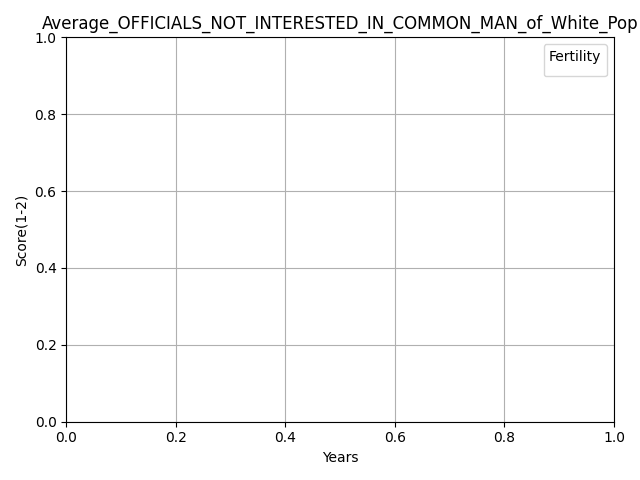 Average_OFFICIALS_NOT_INTERESTED_IN_COMMON_MAN_of_White_Pop
Fertility
1.0
0.8
0.6
0.4
0.2
0.0
Score(1-2)
0.0 0.2 0.4 0.6 0.8 1.0
Years